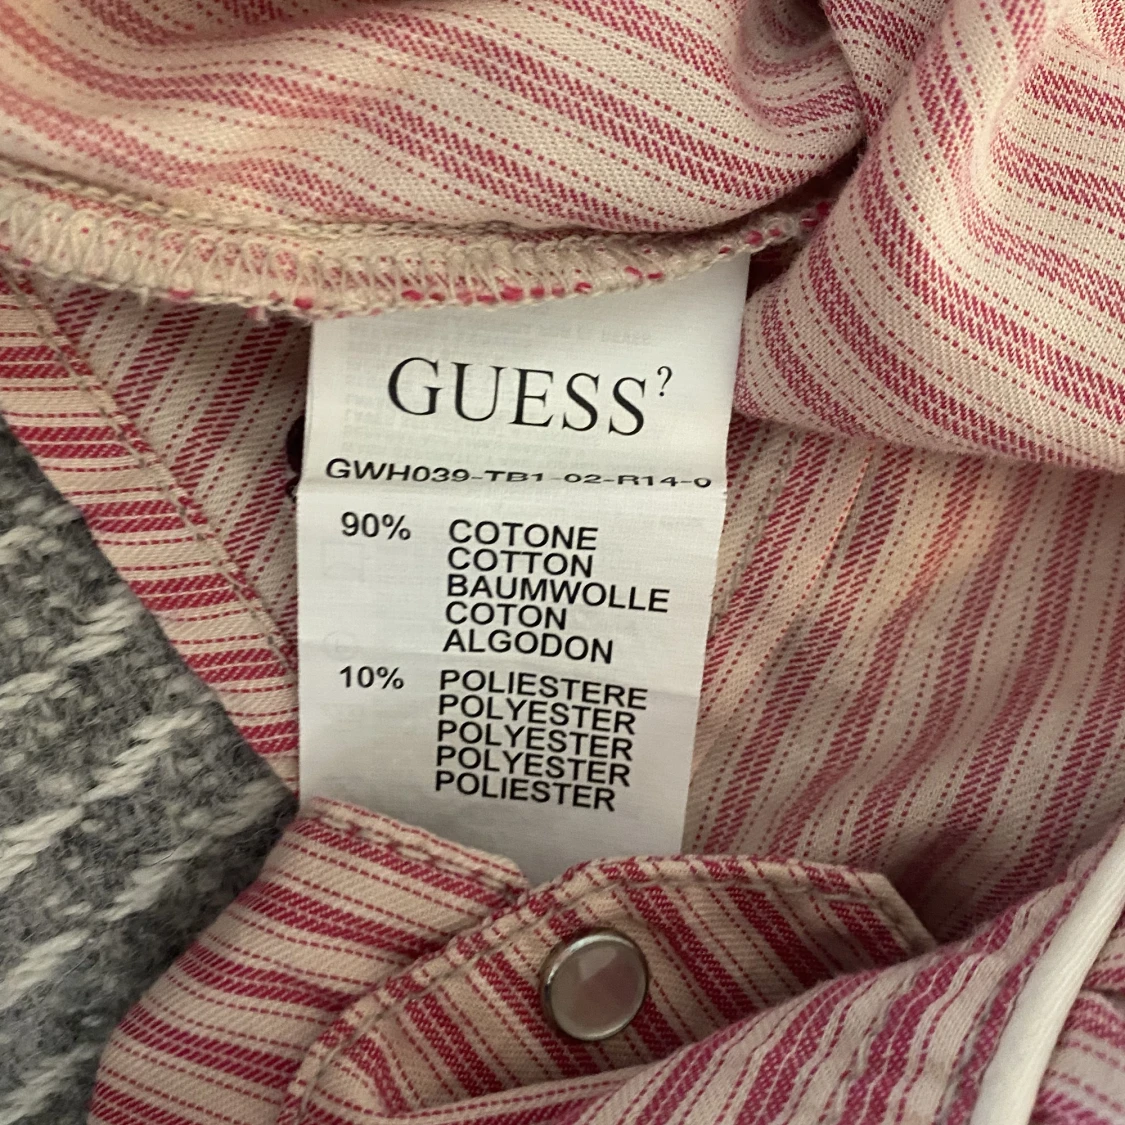 GUESS?
GWH039-TB1-02-R14-0
90% COTONE
COTTON
BAUMWOLLE
COTON
ALGODON
10% POLIESTERE
POLYESTER
POLYESTER
POLYESTER
POLIESTER